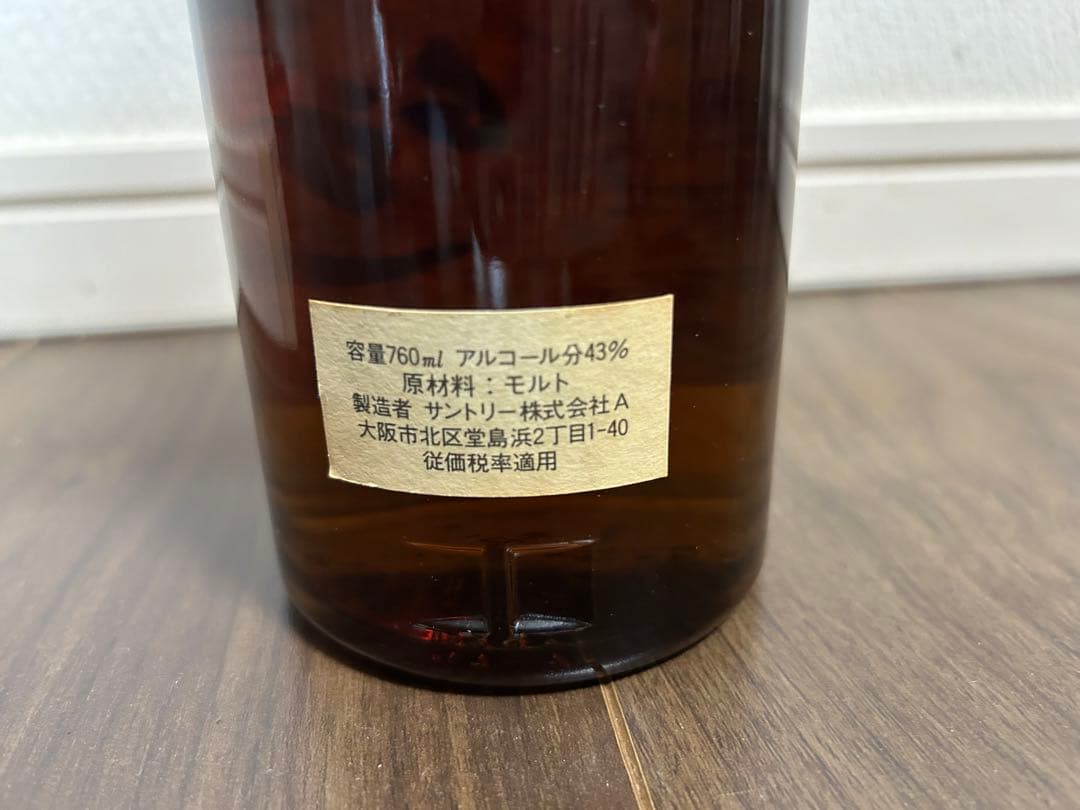 容量760ml アルコール分43%
原材料：モルト
製造者 サントリー株式会社A
大阪市北区堂島浜2丁目1-40
従価税率適用